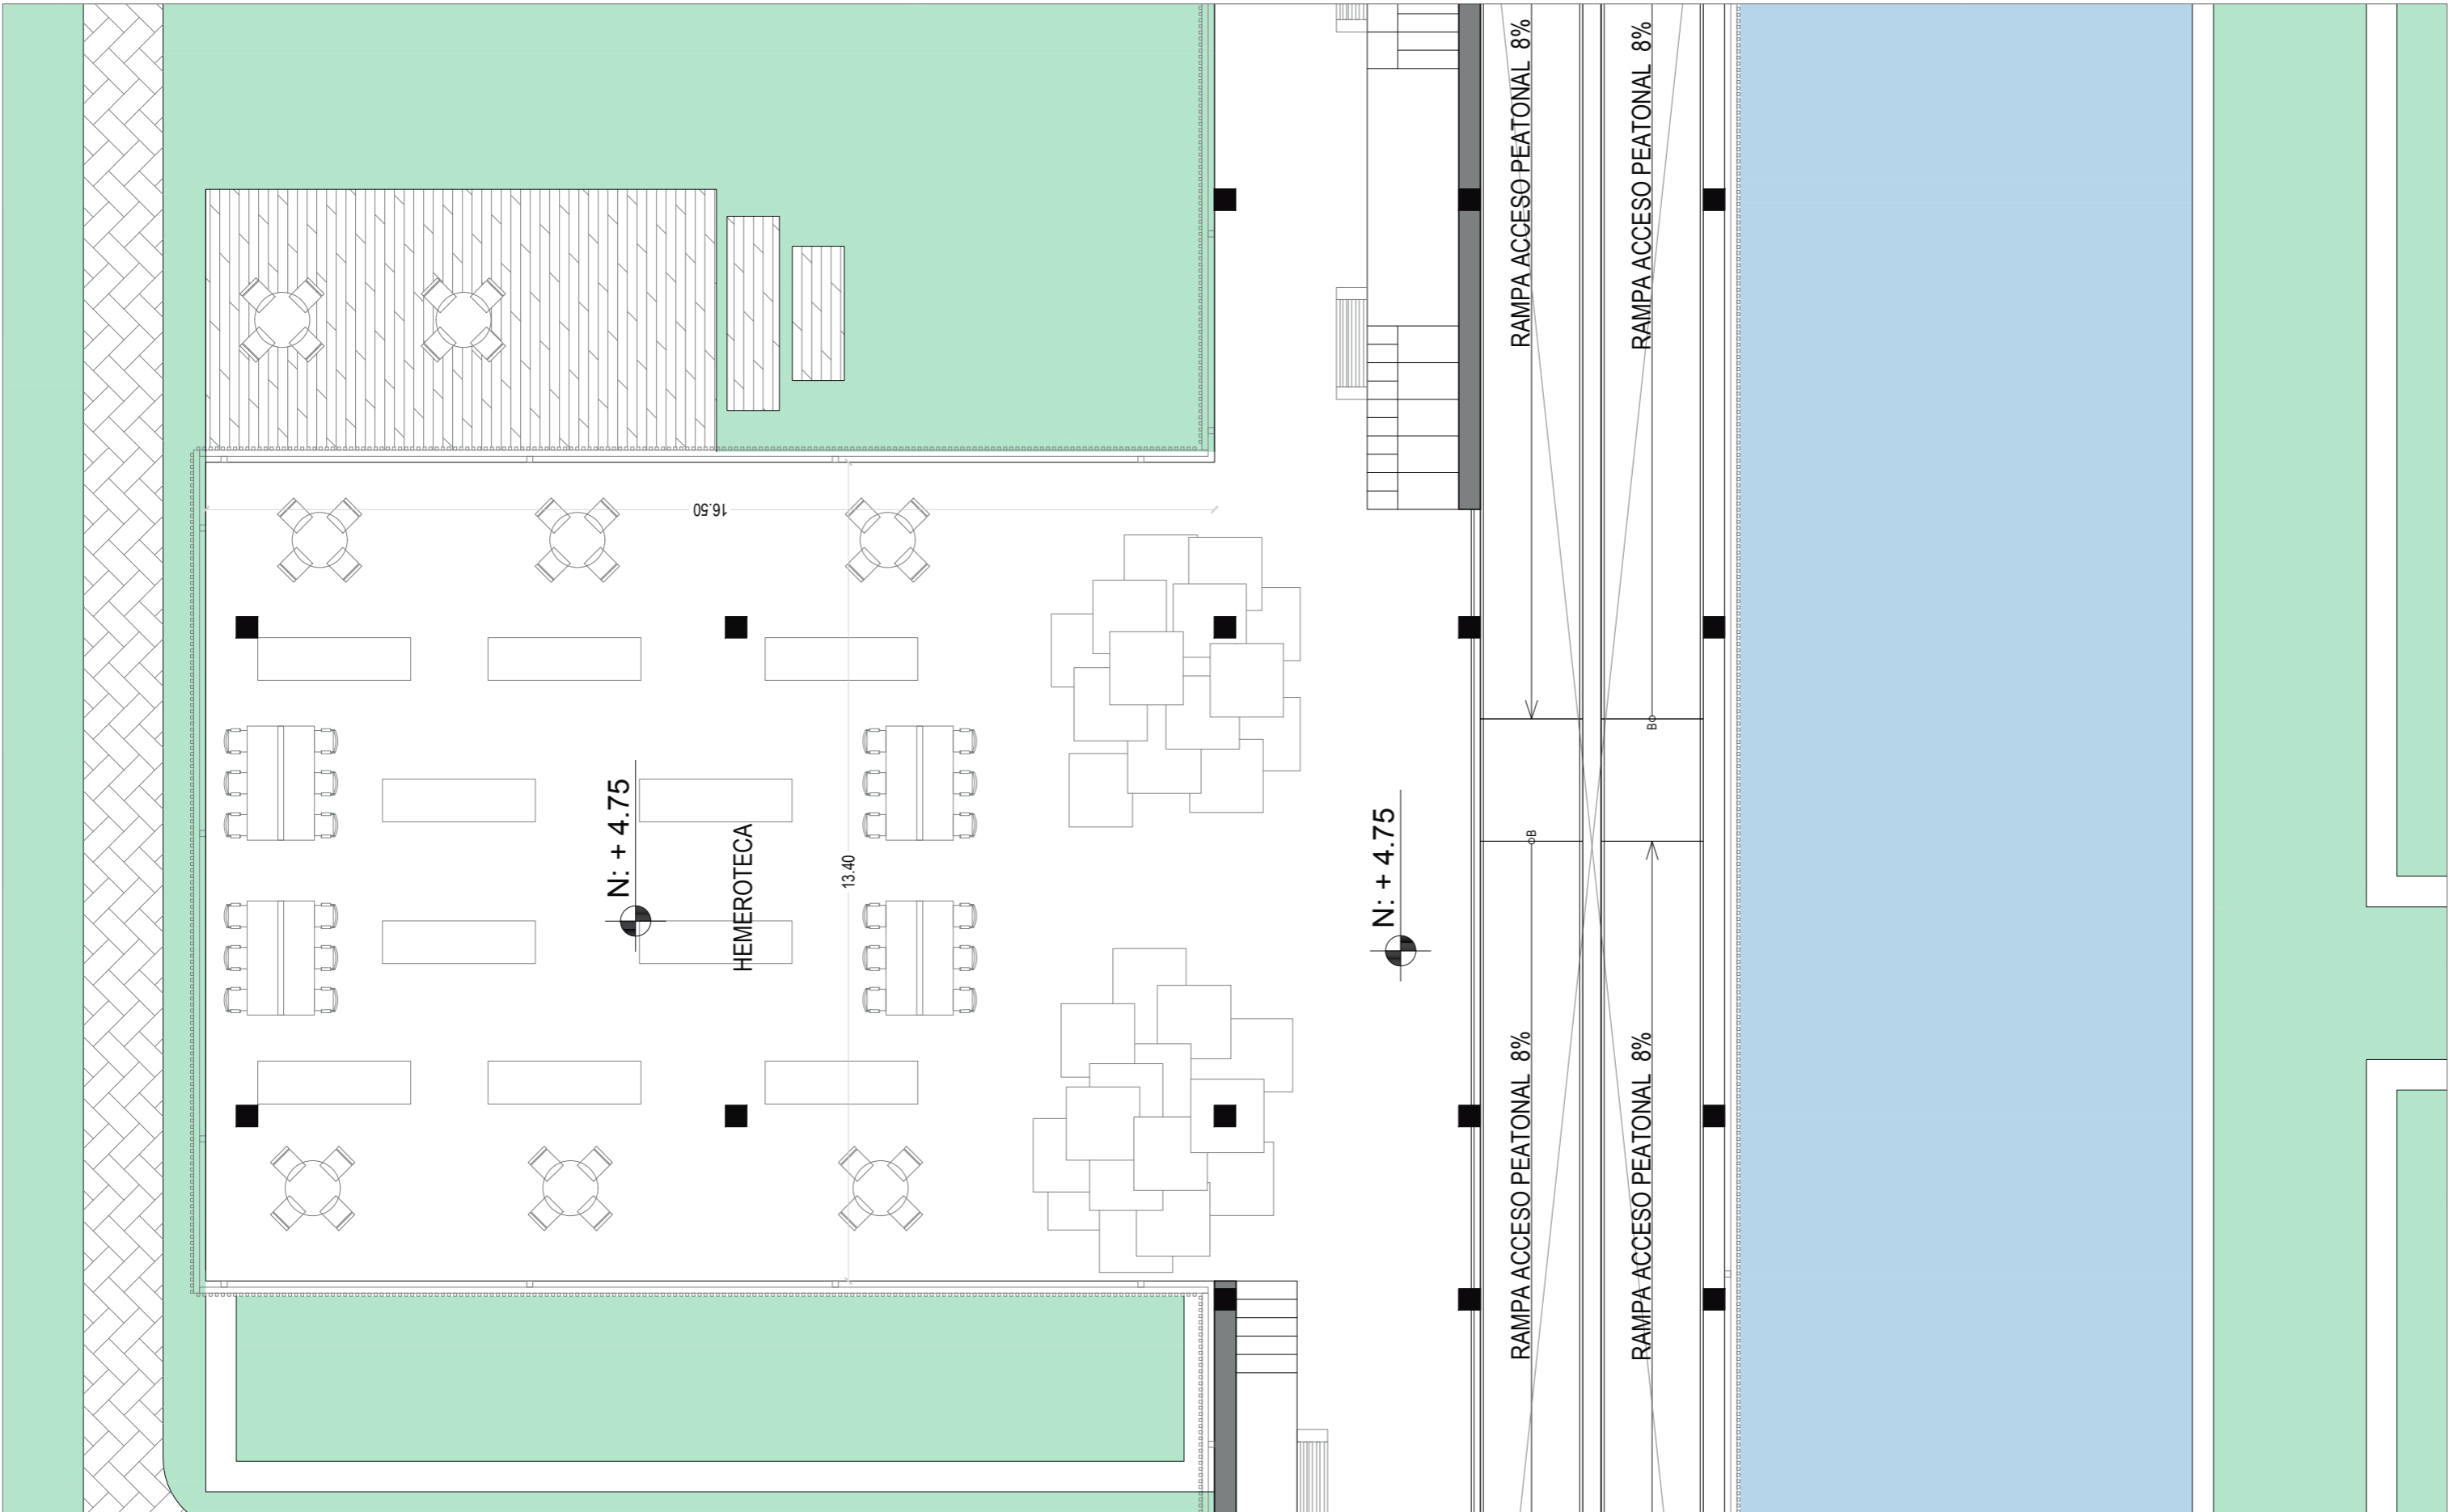 RAMPA ACCESO PEATONAL 8%
RAMPA ACCESO PEATONAL 8%
16.50
N: + 4.75
HEMEROTECA
13.40
N: + 4.75
B
B
RAMPA ACCESO PEATONAL 8%
RAMPA ACCESO PEATONAL 8%